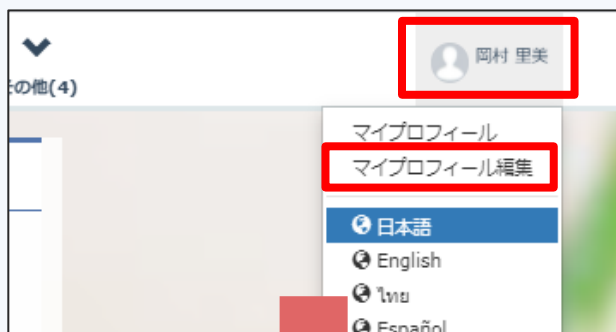 岡村 里美
その他(4)
マイプロフィール
マイプロフィール編集
日本語
English
ไทย
Español